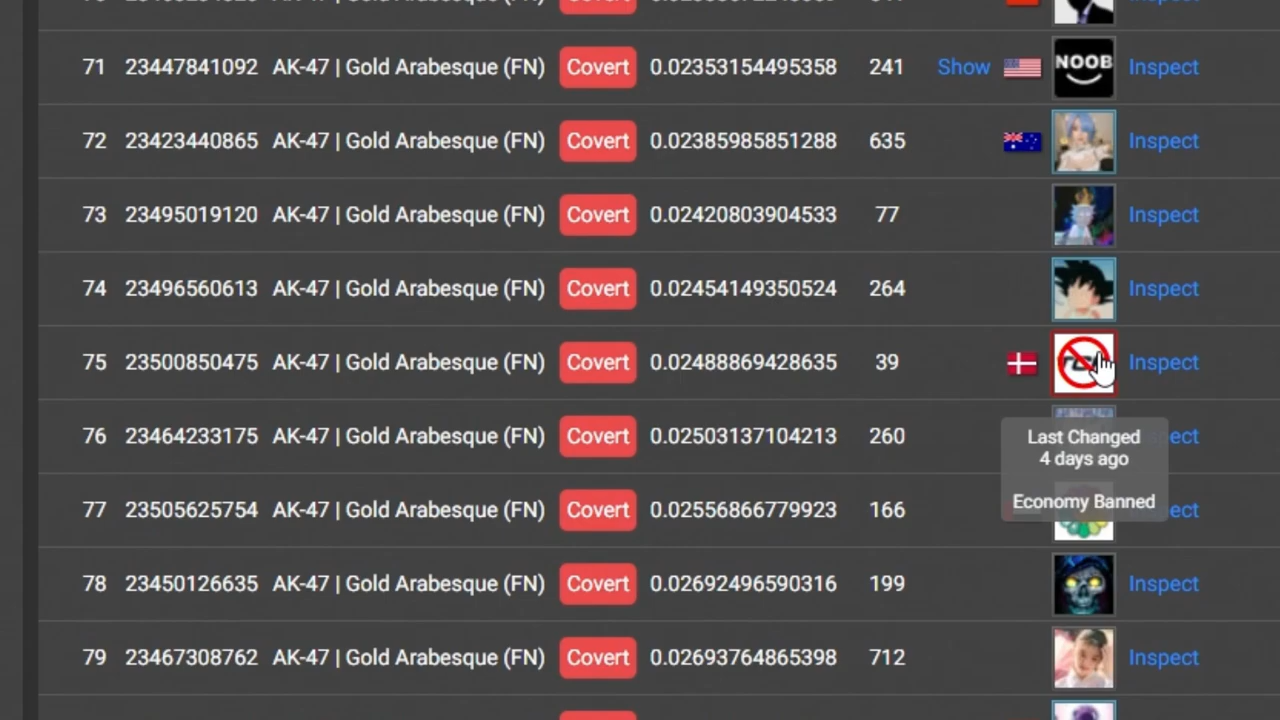 71 23447841092 AK-47 | Gold Arabesque (FN) Covert 0.02353154495358 241 Show NOOB Inspect
72 23423440865 AK-47 | Gold Arabesque (FN) Covert 0.02385985851288 635 Inspect
73 23495019120 AK-47 | Gold Arabesque (FN) Covert 0.02420803904533 77 Inspect
74 23496560613 AK-47 | Gold Arabesque (FN) Covert 0.02454149350524 264 Inspect
75 23500850475 AK-47 | Gold Arabesque (FN) Covert 0.02488869428635 39 Inspect
76 23464233175 AK-47 | Gold Arabesque (FN) Covert 0.02503137104213 260
Last Changed
4 days ago
Economy Banned
77 23505625754 AK-47 | Gold Arabesque (FN) Covert 0.02556866779923 166
78 23450126635 AK-47 | Gold Arabesque (FN) Covert 0.02692496590316 199 Inspect
79 23467308762 AK-47 | Gold Arabesque (FN) Covert 0.02693764865398 712 Inspect